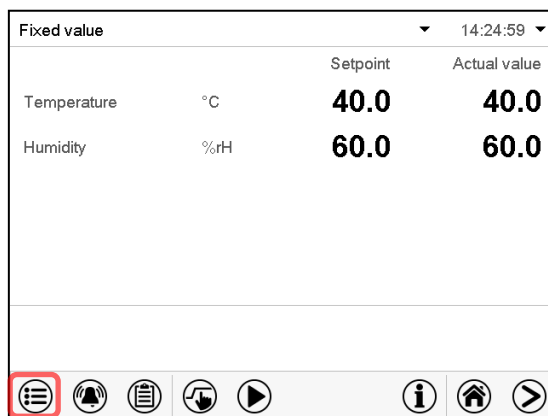 Fixed value 14:24:59
Setpoint Actual value
Temperature °C 40.0 40.0
Humidity %rH 60.0 60.0